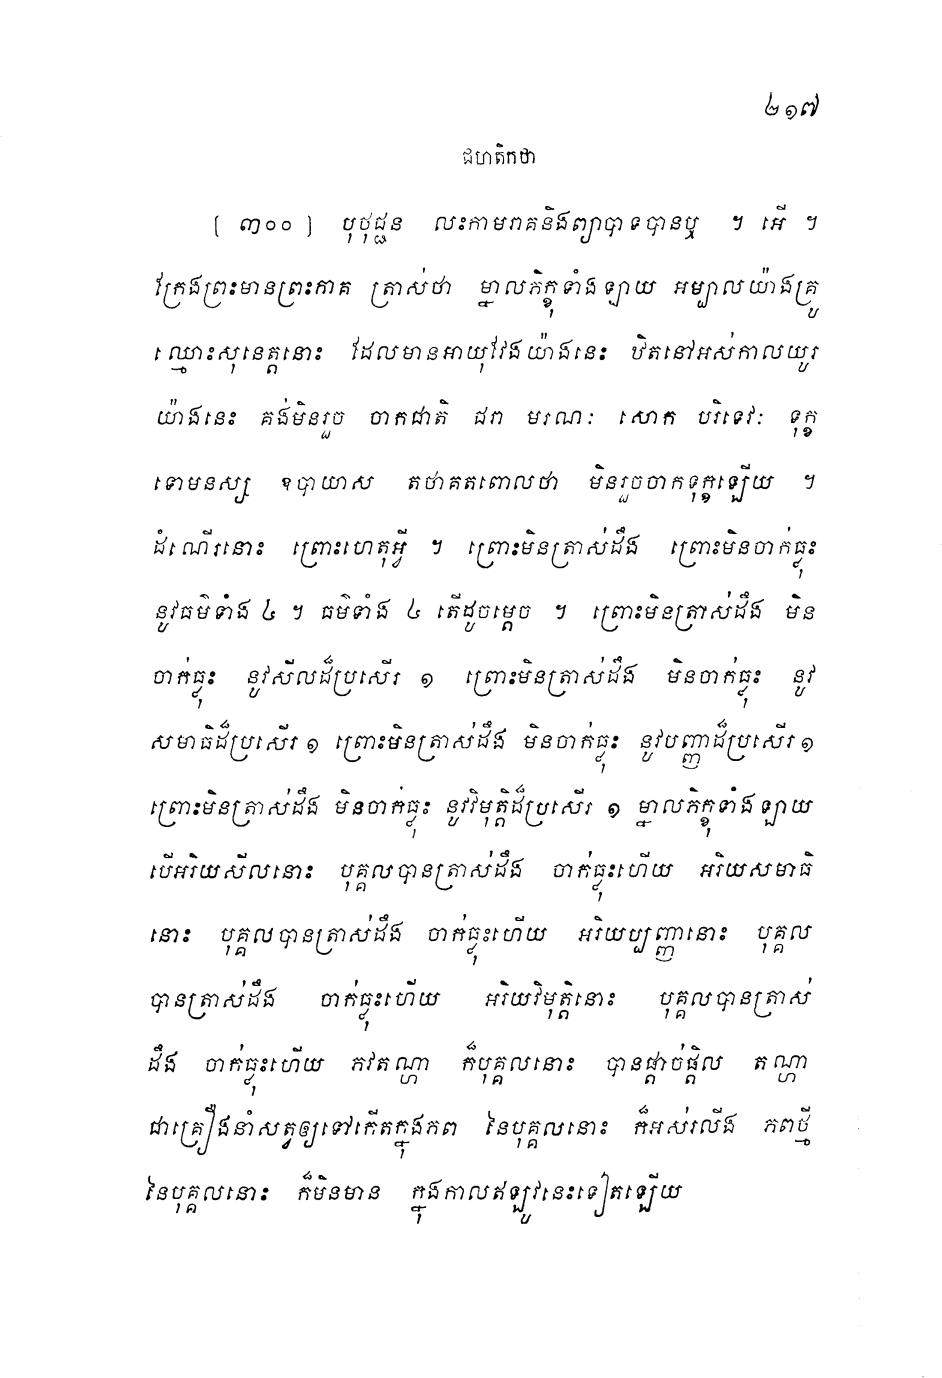 ២១៧
ជហតិកថា
[ ៣០០ ] បុថុជ្ជន លះកាមរាគនិងព្យាបាទបានឬ ។ អើ ។
ក្រែងព្រះមានព្រះភាគ ត្រាស់ថា ម្នាលភិក្ខុទាំងឡាយ អម្បាលយ៉ាងគ្រូ
ឈ្មោះសុនេត្តនោះ ដែលមានអាយុវែងយ៉ាងនេះ ឋិតនៅអស់កាលយូរ
យ៉ាងនេះ គង់មិនរួច ចាកជាតិ ជរា មរណៈ សោក បរិទេវៈ ទុក្ខ
ទោមនស្ស ឧបាយាស តថាគតពោលថា មិនរួចចាកទុក្ខឡើយ ។
ដំណើរនោះ ព្រោះហេតុអ្វី ។ ព្រោះមិនត្រាស់ដឹង ព្រោះមិនចាក់ធ្លុះ
នូវធម៌ទាំង ៤ ។ ធម៌ទាំង ៤ តើដូចម្តេច ។ ព្រោះមិនត្រាស់ដឹង មិន
ចាក់ធ្លុះ នូវសីលដ៏ប្រសើរ ១ ព្រោះមិនត្រាស់ដឹង មិនចាក់ធ្លុះ នូវ
សមាធិដ៏ប្រសើរ ១ ព្រោះមិនត្រាស់ដឹង មិនចាក់ធ្លុះ នូវបញ្ញាដ៏ប្រសើរ ១
ព្រោះមិនត្រាស់ដឹង មិនចាក់ធ្លុះ នូវវិមុត្តិដ៏ប្រសើរ ១ ម្នាលភិក្ខុទាំងឡាយ
បើអរិយសីលនោះ បុគ្គលបានត្រាស់ដឹង ចាក់ធ្លុះហើយ អរិយសមាធិ
នោះ បុគ្គលបានត្រាស់ដឹង ចាក់ធ្លុះហើយ អរិយប្បញ្ញានោះ បុគ្គល
បានត្រាស់ដឹង ចាក់ធ្លុះហើយ អរិយវិមុត្តិនោះ បុគ្គលបានត្រាស់
ដឹង ចាក់ធ្លុះហើយ ភវតណ្ហា ក៏បុគ្គលនោះ បានផ្តាច់ផ្តិល តណ្ហា
ជាគ្រឿងនាំសត្វឲ្យទៅកើតក្នុងភព នៃបុគ្គលនោះ ក៏អស់រលីង ភពថ្មី
នៃបុគ្គលនោះ ក៏មិនមាន ក្នុងកាលឥឡូវនេះទៀតឡើយ